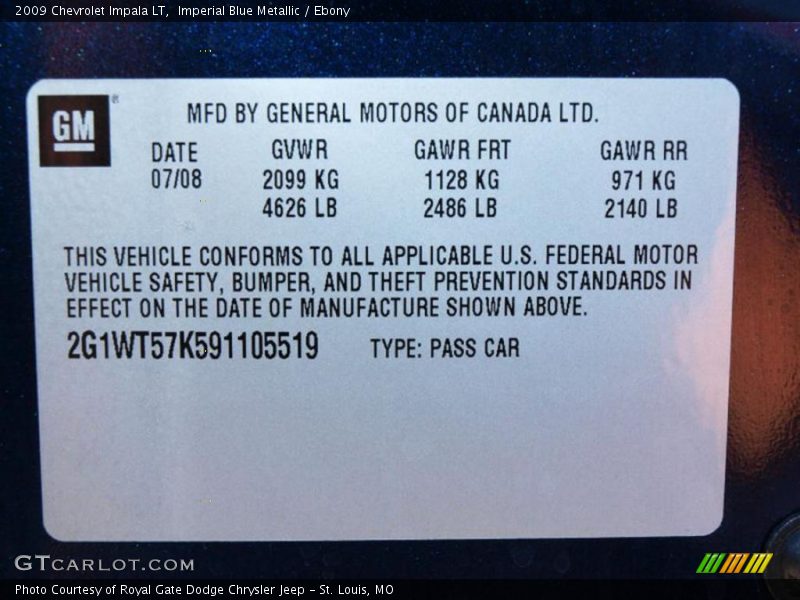 2009 Chevrolet Impala LT,  Imperial Blue Metallic / Ebony
GM®
MFD BY GENERAL MOTORS OF CANADA LTD.
DATE GVWR GAWR FRT GAWR RR
07/08 2099 KG 1128 KG 971 KG
4626 LB 2486 LB 2140 LB
THIS VEHICLE CONFORMS TO ALL APPLICABLE U.S. FEDERAL MOTOR
VEHICLE SAFETY, BUMPER, AND THEFT PREVENTION STANDARDS IN
EFFECT ON THE DATE OF MANUFACTURE SHOWN ABOVE.
2G1WT57K591105519 TYPE: PASS CAR
GTCARLOT.COM
Photo Courtesy of Royal Gate Dodge Chrysler Jeep - St. Louis, MO